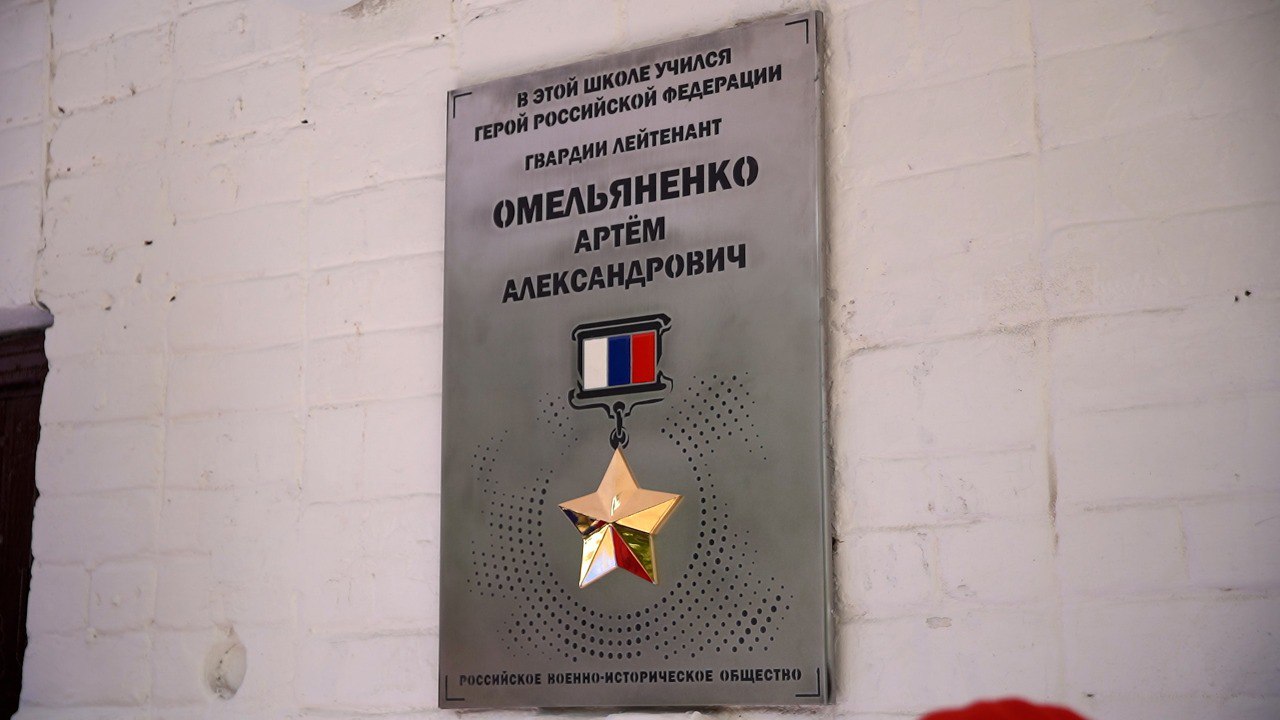 В ЭТОЙ ШКОЛЕ УЧИЛСЯ
ГЕРОЙ РОССИЙСКОЙ ФЕДЕРАЦИИ
ГВАРДИИ ЛЕЙТЕНАНТ
ОМЕЛЬЯНЕНКО
АРТЁМ
АЛЕКСАНДРОВИЧ
РОССИЙСКОЕ ВОЕННО-ИСТОРИЧЕСКОЕ ОБЩЕСТВО